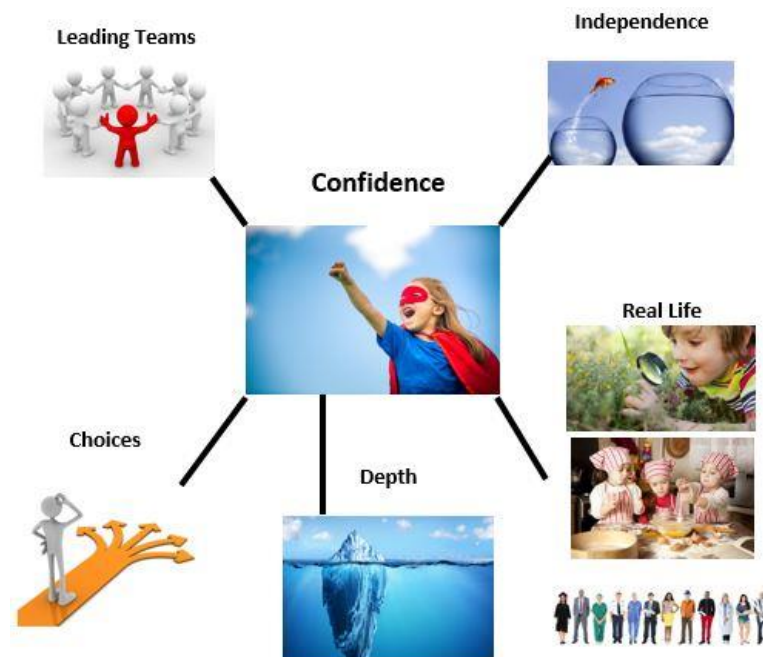 Leading Teams
Independence
Confidence
Real Life
Choices
Depth